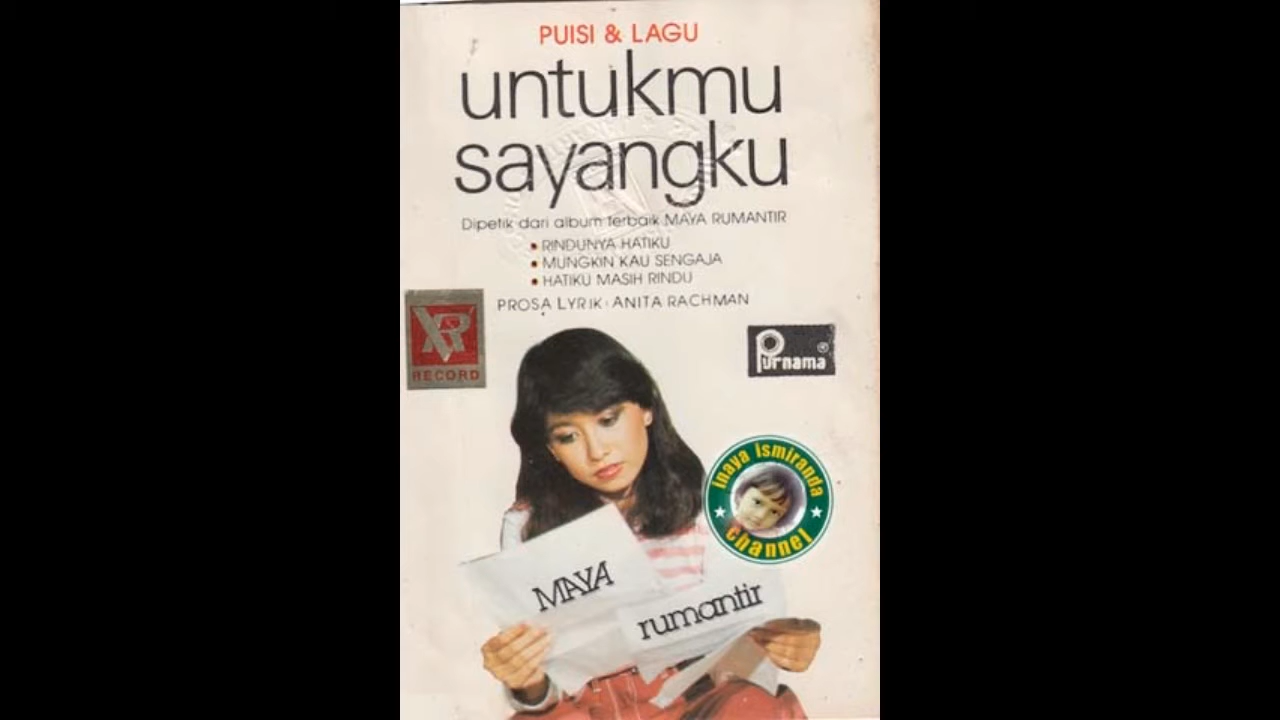 PUISI & LAGU
untukmu
sayangku
Dipetik dari album terbaik MAYA RUMANTIR
• RINDUNYA HATIKU
• MUNGKIN KAU SENGAJA
• HATIKU MASIH RINDU
PROSA LYRIK : ANITA RACHMAN
XR
RECORD
Purnama
inaya ismiranda
channel
MAYA
rumantir